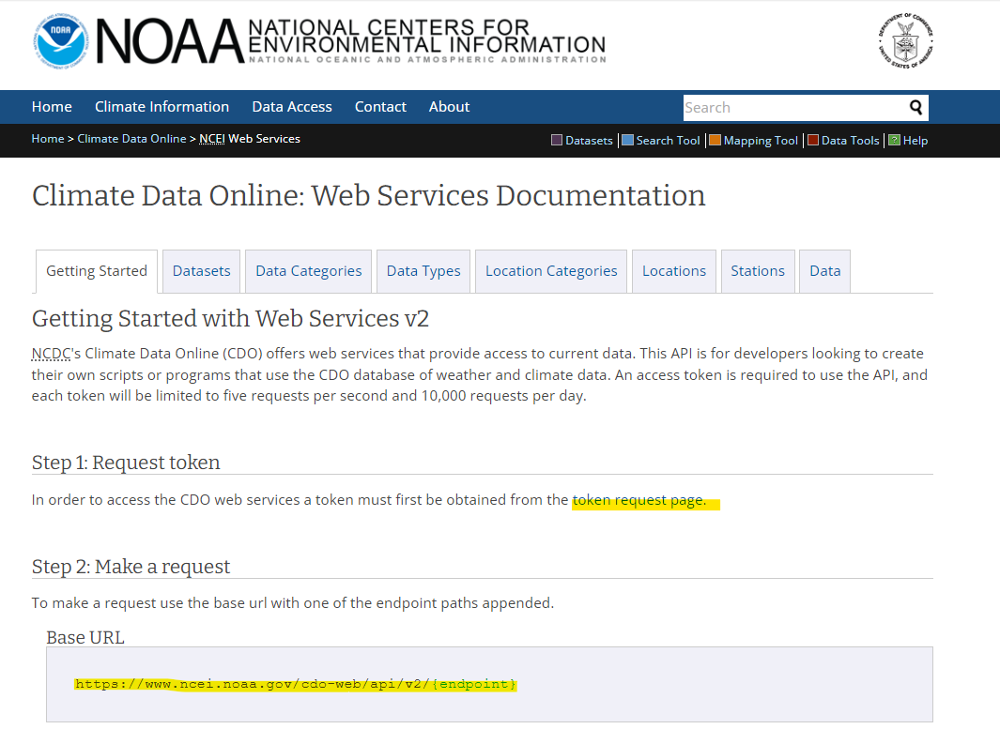 NOAA NATIONAL CENTERS FOR
ENVIRONMENTAL INFORMATION
NATIONAL OCEANIC AND ATMOSPHERIC ADMINISTRATION
Home Climate Information Data Access Contact About Search
Home > Climate Data Online > NCEI Web Services Datasets Search Tool Mapping Tool Data Tools ? Help
Climate Data Online: Web Services Documentation
Getting Started Datasets Data Categories Data Types Location Categories Locations Stations Data
Getting Started with Web Services v2
NCDC's Climate Data Online (CDO) offers web services that provide access to current data. This API is for developers looking to create
their own scripts or programs that use the CDO database of weather and climate data. An access token is required to use the API, and
each token will be limited to five requests per second and 10,000 requests per day.
Step 1: Request token
In order to access the CDO web services a token must first be obtained from the token request page.
Step 2: Make a request
To make a request use the base url with one of the endpoint paths appended.
Base URL
https://www.ncei.noaa.gov/cdo-web/api/v2/{endpoint}